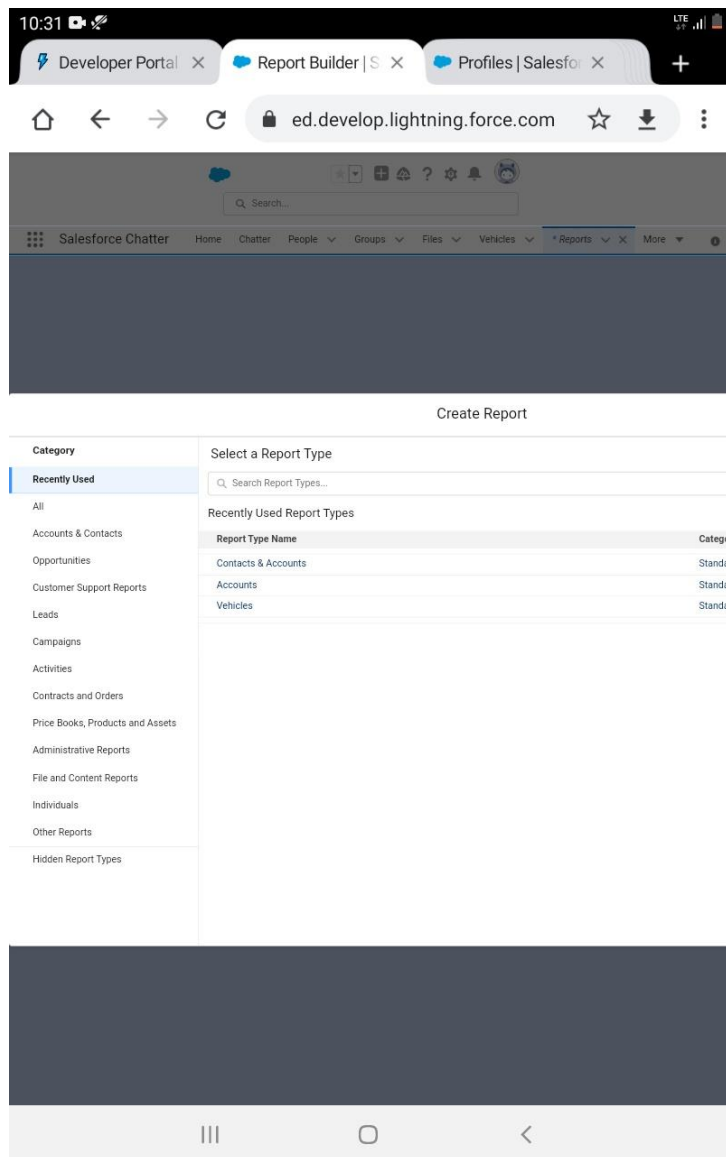 10:31
LTE
Developer Portal
Report Builder | S
Profiles | Salesfor
ed.develop.lightning.force.com
Search...
Salesforce Chatter
Home
Chatter
People
Groups
Files
Vehicles
* Reports
More
Create Report
Category
Recently Used
All
Accounts & Contacts
Opportunities
Customer Support Reports
Leads
Campaigns
Activities
Contracts and Orders
Price Books, Products and Assets
Administrative Reports
File and Content Reports
Individuals
Other Reports
Hidden Report Types
Select a Report Type
Search Report Types...
Recently Used Report Types
Report Type Name
Catego
Contacts & Accounts
Standa
Accounts
Standa
Vehicles
Standa